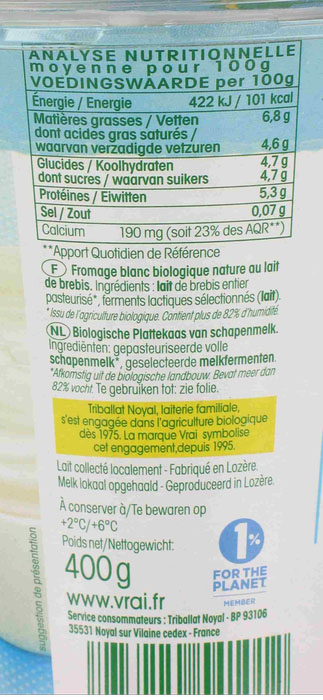 ANALYSE NUTRITIONNELLE
moyenne pour 100g
VOEDINGSWAARDE per 100g
Énergie / Energie 422 kJ / 101 kcal
Matières grasses / Vetten 6,8 g
dont acides gras saturés /
waarvan verzadigde vetzuren 4,6 g
Glucides / Koolhydraten 4,7 g
dont sucres / waarvan suikers 4,7 g
Protéines / Eiwitten 5,3 g
Sel / Zout 0,07 g
Calcium 190 mg (soit 23% des AQR**)
**Apport Quotidien de Référence
F Fromage blanc biologique nature au lait
de brebis. Ingrédients : lait de brebis entier
pasteurisé*, ferments lactiques sélectionnés (lait).
*Issu de l'agriculture biologique. Contient plus de 82% d'humidité.
NL Biologische Plattekaas van schapenmelk.
Ingrediënten: gepasteuriseerde volle
schapenmelk*, geselecteerde melkfermenten.
*Afkomstig uit de biologische landbouw. Bevat meer dan
82% vocht. Te gebruiken tot: zie folie.
Triballat Noyal, laiterie familiale,
s'est engagée dans l'agriculture biologique
dès 1975. La marque Vrai symbolise
cet engagement,depuis 1995.
Lait collecté localement - Fabriqué en Lozère.
Melk lokaal opgehaald - Geproduceerd in Lozère.
À conserver à/Te bewaren op
+2°C/+6°C
Poids net/Nettogewicht:
400g
www.vrai.fr
1%
FOR THE
PLANET
MEMBER
Service consommateurs : Triballat Noyal - BP 93106
35531 Noyal sur Vilaine cedex - France
suggestion de présentation